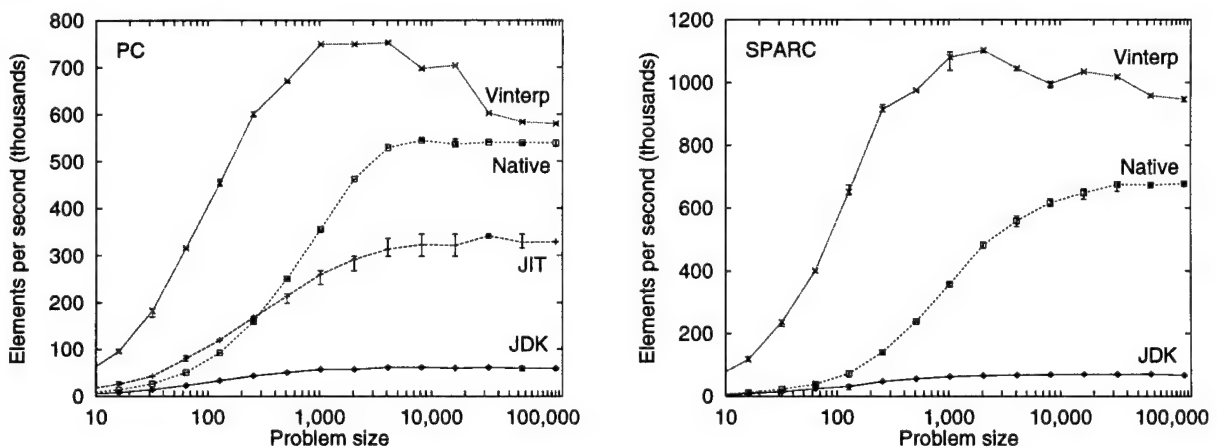 Elements per second (thousands)
800
700
600
500
400
300
200
100
0
PC
Vinterp
Native
JIT
JDK
10
100
1,000
10,000
100,000
Problem size
Elements per second (thousands)
1200
1000
800
600
400
200
0
SPARC
Vinterp
Native
JDK
10
100
1,000
10,000
100,000
Problem size